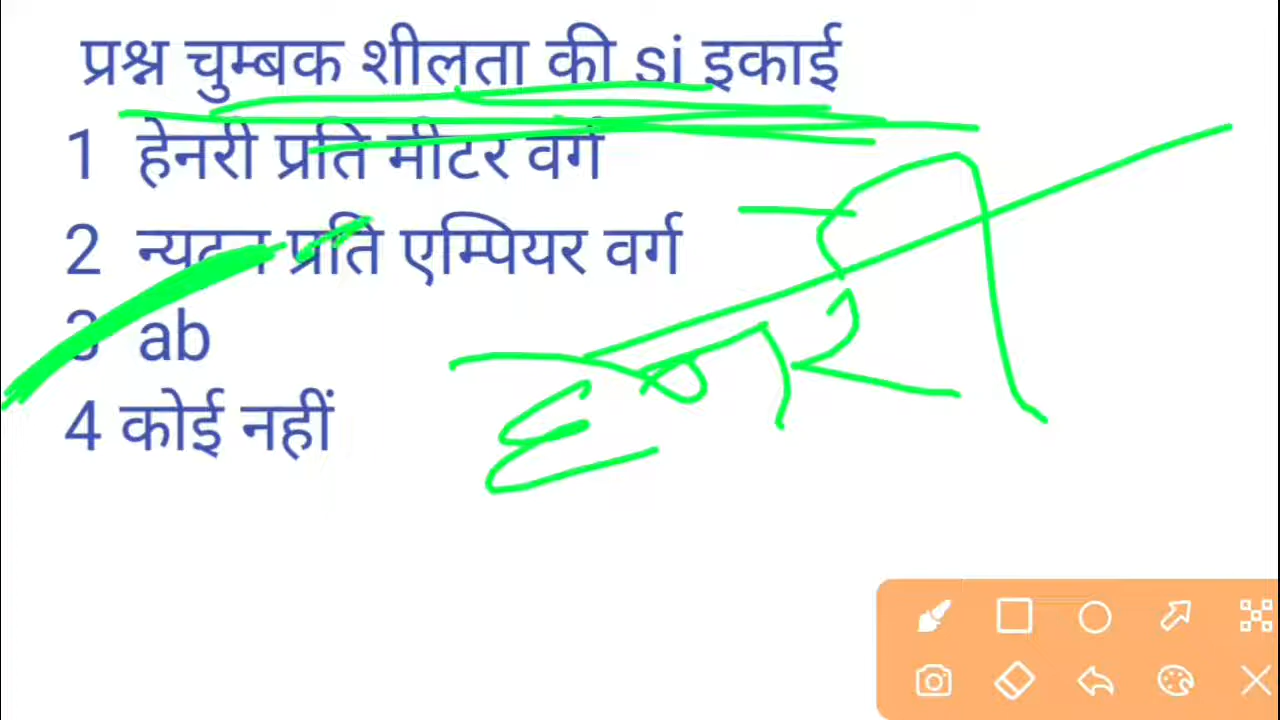 प्रश्न चुम्बक शीलता की si इकाई
1 हेनरी प्रति मीटर वर्ग
2 न्यूटन प्रति एम्पियर वर्ग
3 ab
4 कोई नहीं